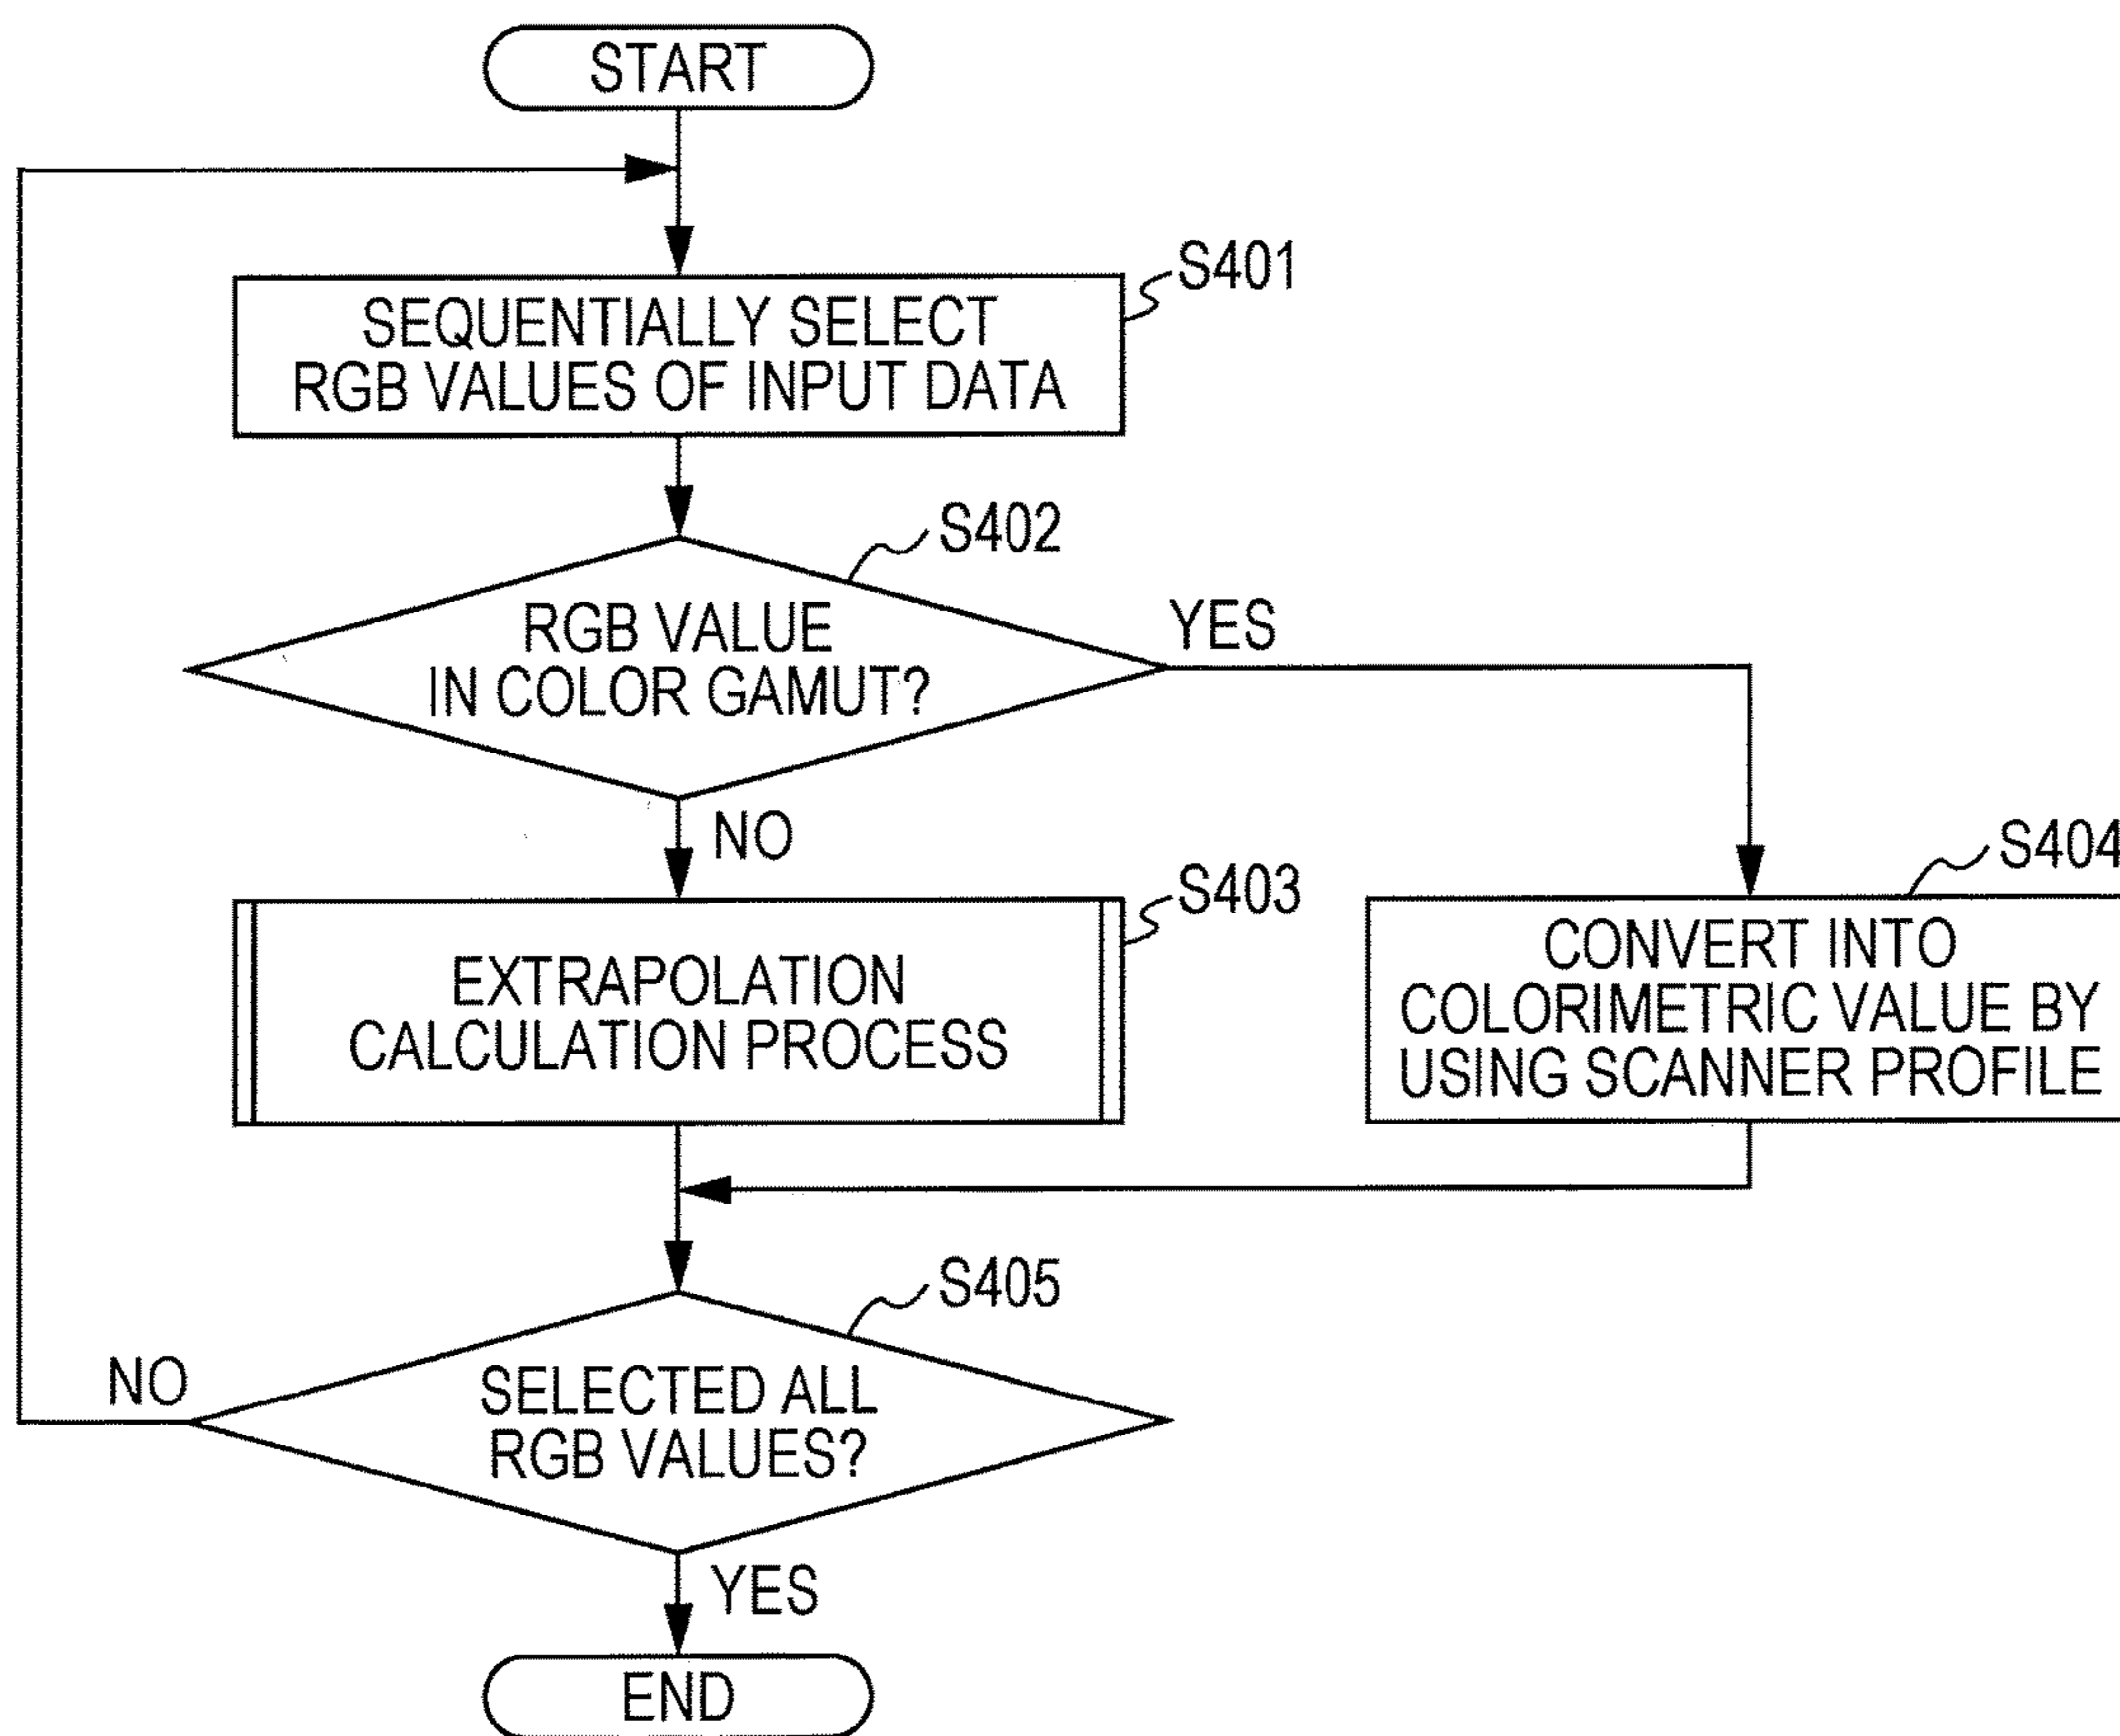 START
S401
SEQUENTIALLY SELECT
RGB VALUES OF INPUT DATA
S402
RGB VALUE
IN COLOR GAMUT?
YES
NO
S403
EXTRAPOLATION
CALCULATION PROCESS
S404
CONVERT INTO
COLORIMETRIC VALUE BY
USING SCANNER PROFILE
S405
SELECTED ALL
RGB VALUES?
NO
YES
END